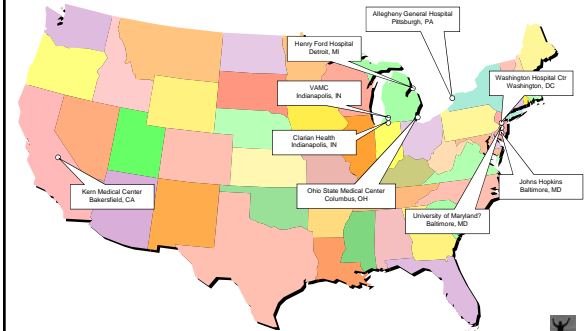 Allegheny General Hospital
Pittsburgh, PA
Henry Ford Hospital
Detroit, MI
Washington Hospital Ctr
Washington, DC
VAMC
Indianapolis, IN
Clarian Health
Indianapolis, IN
Kern Medical Center
Bakersfield, CA
Ohio State Medical Center
Columbus, OH
Johns Hopkins
Baltimore, MD
University of Maryland?
Baltimore, MD